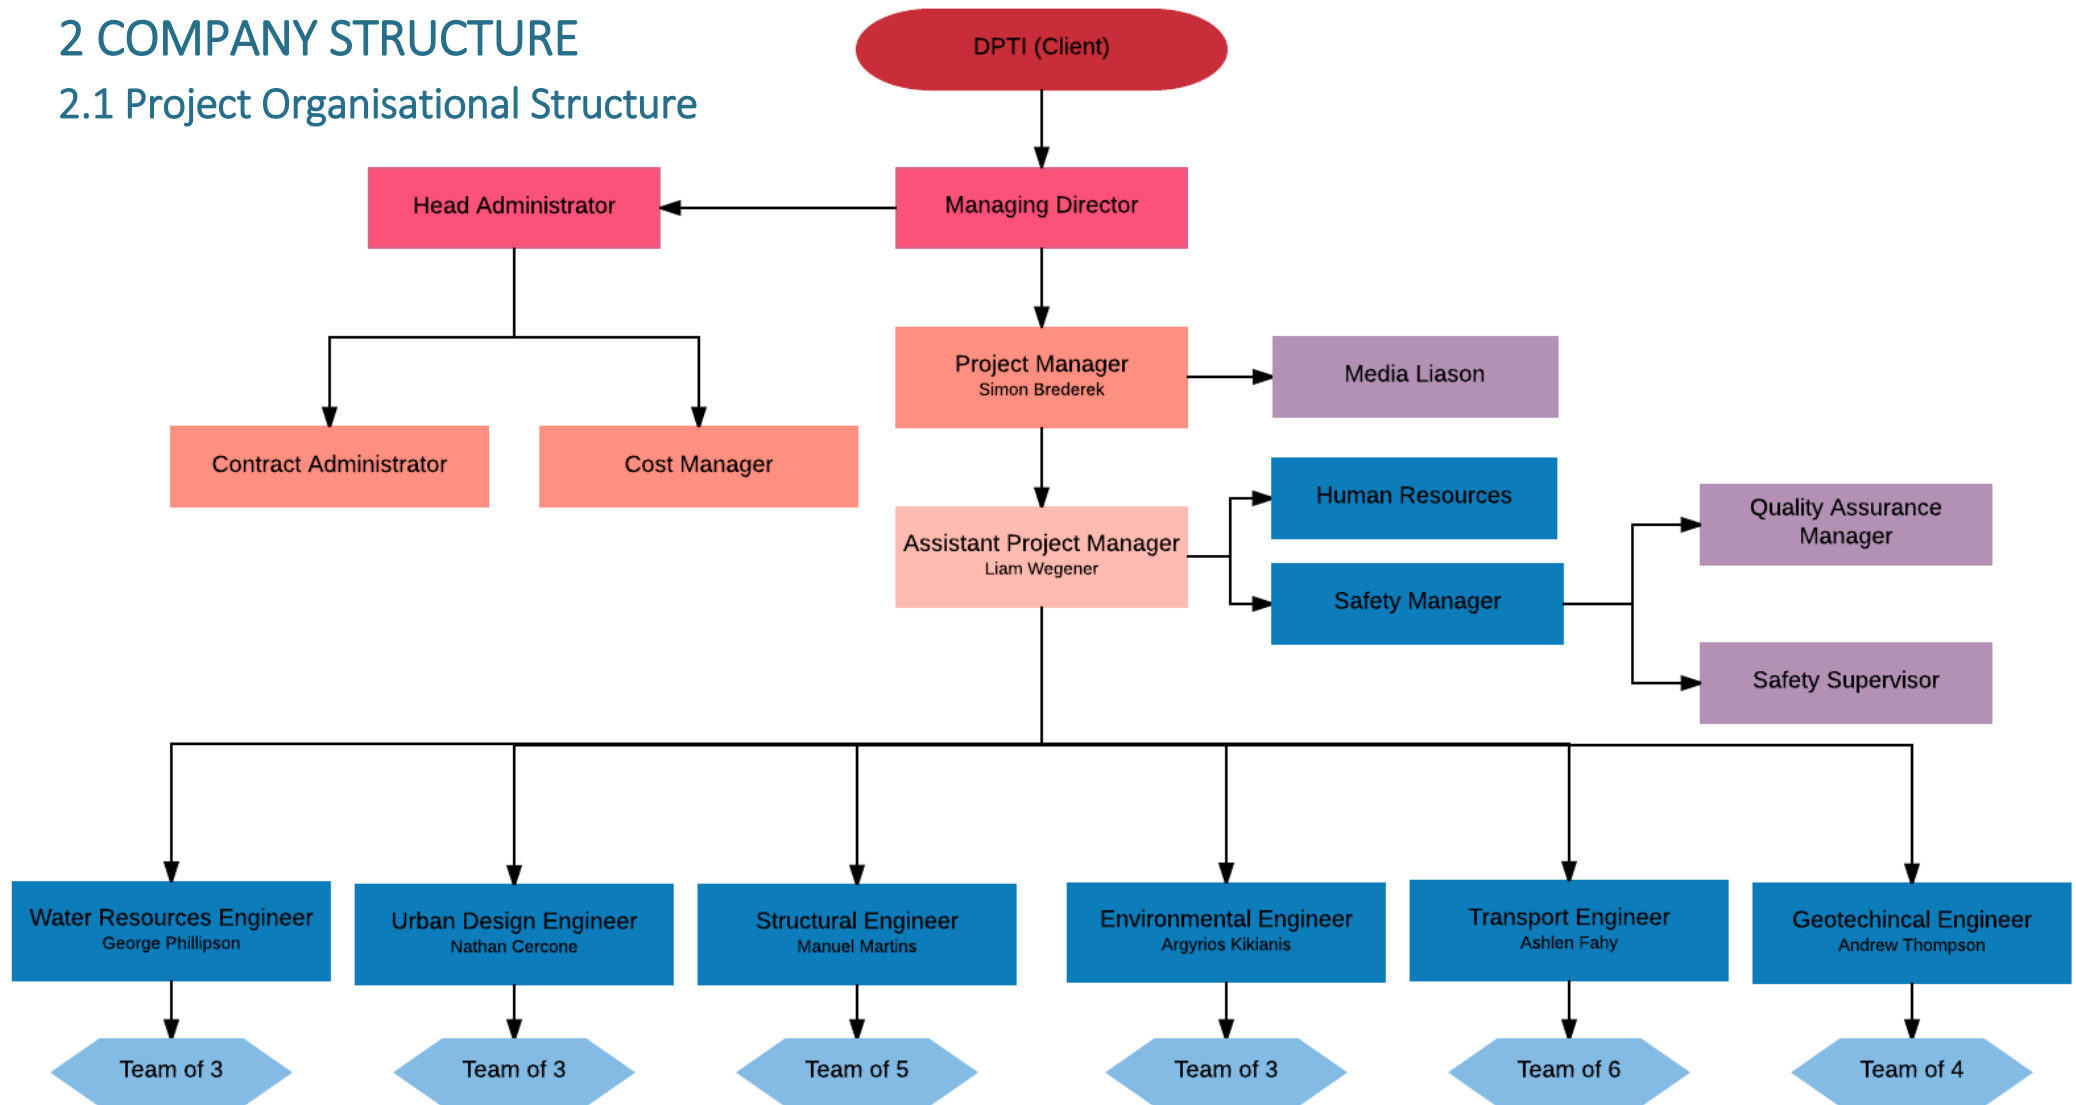 2 COMPANY STRUCTURE
2.1 Project Organisational Structure
DPTI (Client)
Head Administrator
Managing Director
Project Manager
Simon Brederek
Media Liason
Contract Administrator
Cost Manager
Human Resources
Assistant Project Manager
Liam Wegener
Quality Assurance
Manager
Safety Manager
Safety Supervisor
Water Resources Engineer
George Phillipson
Urban Design Engineer
Nathan Cercone
Structural Engineer
Manuel Martins
Environmental Engineer
Argyrios Kikianis
Transport Engineer
Ashlen Fahy
Geotechincal Engineer
Andrew Thompson
Team of 3
Team of 3
Team of 5
Team of 3
Team of 6
Team of 4